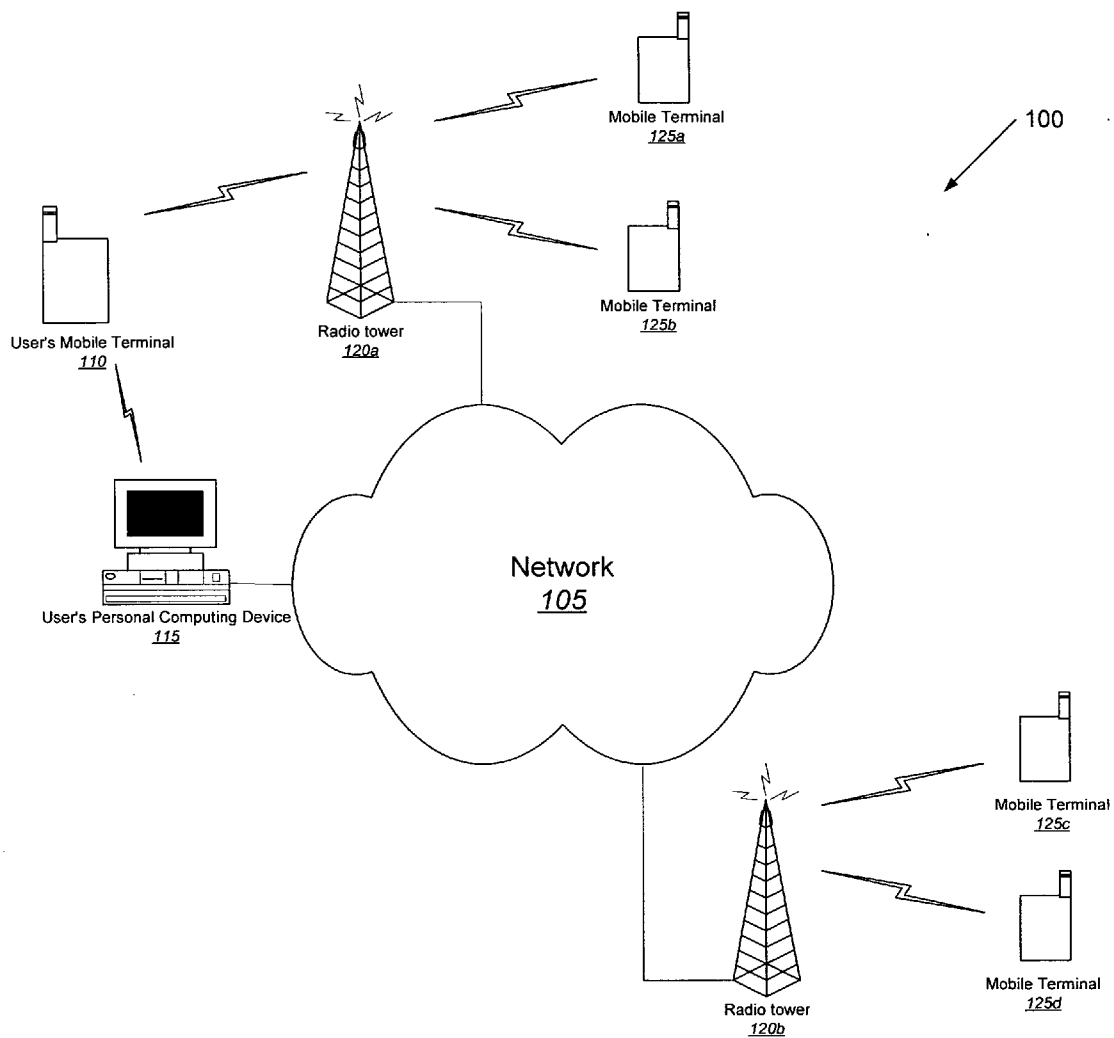 Mobile Terminal
125a
100
Mobile Terminal
125b
Radio tower
120a
User's Mobile Terminal
110
Network
105
User's Personal Computing Device
115
Mobile Terminal
125c
Mobile Terminal
125d
Radio tower
120b